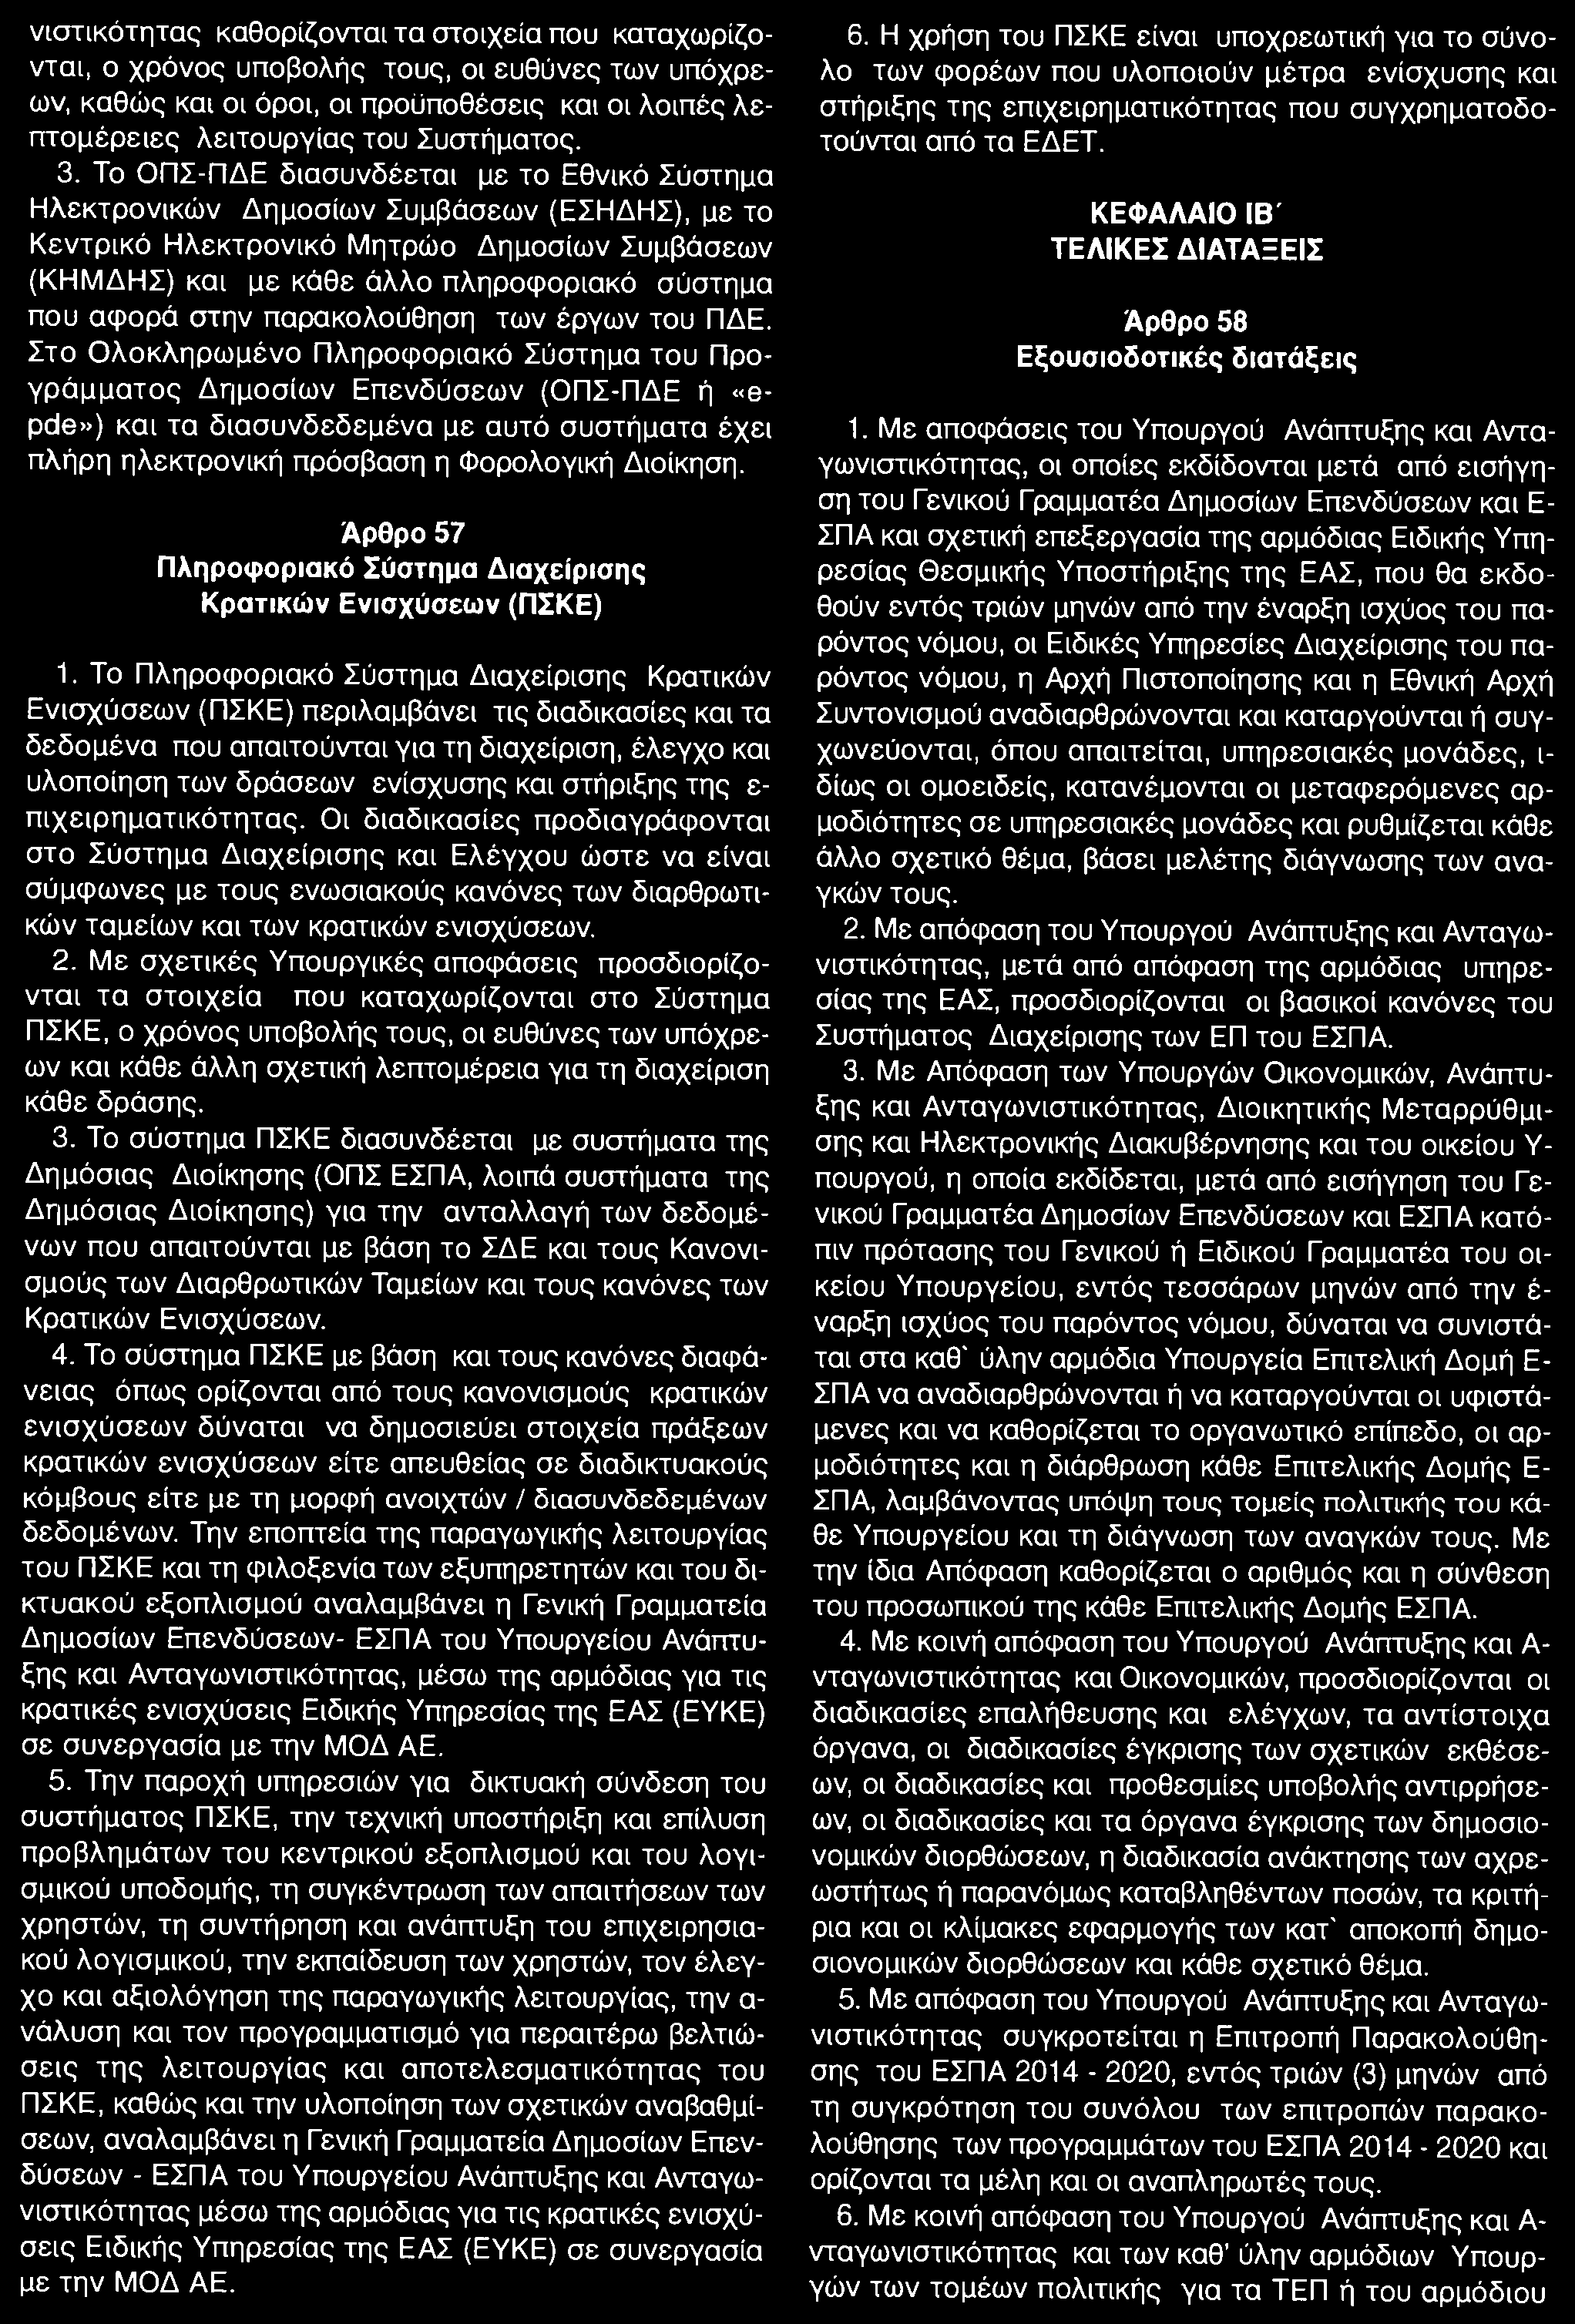 νιστικότητας καθορίζονται τα στοιχεία που καταχωρίζο-
νται, ο χρόνος υποβολής τους, οι ευθύνες των υπόχρε-
ων, καθώς και οι όροι, οι προϋποθέσεις και οι λοιπές λε-
πτομέρειες λειτουργίας του Συστήματος.
3. Το ΟΠΣ-ΠΔΕ διασυνδέεται με το Εθνικό Σύστημα
Ηλεκτρονικών Δημοσίων Συμβάσεων (ΕΣΗΔΗΣ), με το
Κεντρικό Ηλεκτρονικό Μητρώο Δημοσίων Συμβάσεων
(ΚΗΜΔΗΣ) και με κάθε άλλο πληροφοριακό σύστημα
που αφορά στην παρακολούθηση των έργων του ΠΔΕ.
Στο Ολοκληρωμένο Πληροφοριακό Σύστημα του Προ-
γράμματος Δημοσίων Επενδύσεων (ΟΠΣ-ΠΔΕ ή «e-
pde») και τα διασυνδεδεμένα με αυτό συστήματα έχει
πλήρη ηλεκτρονική πρόσβαση η Φορολογική Διοίκηση.
Άρθρο 57
Πληροφοριακό Σύστημα Διαχείρισης
Κρατικών Ενισχύσεων (ΠΣΚΕ)
1. Το Πληροφοριακό Σύστημα Διαχείρισης Κρατικών
Ενισχύσεων (ΠΣΚΕ) περιλαμβάνει τις διαδικασίες και τα
δεδομένα που απαιτούνται για τη διαχείριση, έλεγχο και
υλοποίηση των δράσεων ενίσχυσης και στήριξης της ε-
πιχειρηματικότητας. Οι διαδικασίες προδιαγράφονται
στο Σύστημα Διαχείρισης και Ελέγχου ώστε να είναι
σύμφωνες με τους ενωσιακούς κανόνες των διαρθρωτι-
κών ταμείων και των κρατικών ενισχύσεων.
2. Με σχετικές Υπουργικές αποφάσεις προσδιορίζο-
νται τα στοιχεία που καταχωρίζονται στο Σύστημα
ΠΣΚΕ, ο χρόνος υποβολής τους, οι ευθύνες των υπόχρε-
ων και κάθε άλλη σχετική λεπτομέρεια για τη διαχείριση
κάθε δράσης.
3. Το σύστημα ΠΣΚΕ διασυνδέεται με συστήματα της
Δημόσιας Διοίκησης (ΟΠΣ ΕΣΠΑ, λοιπά συστήματα της
Δημόσιας Διοίκησης) για την ανταλλαγή των δεδομέ-
νων που απαιτούνται με βάση το ΣΔΕ και τους Κανονι-
σμούς των Διαρθρωτικών Ταμείων και τους κανόνες των
Κρατικών Ενισχύσεων.
4. Το σύστημα ΠΣΚΕ με βάση και τους κανόνες διαφά-
νειας όπως ορίζονται από τους κανονισμούς κρατικών
ενισχύσεων δύναται να δημοσιεύει στοιχεία πράξεων
κρατικών ενισχύσεων είτε απευθείας σε διαδικτυακούς
κόμβους είτε με τη μορφή ανοιχτών / διασυνδεδεμένων
δεδομένων. Την εποπτεία της παραγωγικής λειτουργίας
του ΠΣΚΕ και τη φιλοξενία των εξυπηρετητών και του δι-
κτυακού εξοπλισμού αναλαμβάνει η Γενική Γραμματεία
Δημοσίων Επενδύσεων- ΕΣΠΑ του Υπουργείου Ανάπτυ-
ξης και Ανταγωνιστικότητας, μέσω της αρμόδιας για τις
κρατικές ενισχύσεις Ειδικής Υπηρεσίας της ΕΑΣ (ΕΥΚΕ)
σε συνεργασία με την ΜΟΔ ΑΕ.
5. Την παροχή υπηρεσιών για δικτυακή σύνδεση του
συστήματος ΠΣΚΕ, την τεχνική υποστήριξη και επίλυση
προβλημάτων του κεντρικού εξοπλισμού και του λογι-
σμικού υποδομής, τη συγκέντρωση των απαιτήσεων των
χρηστών, τη συντήρηση και ανάπτυξη του επιχειρησια-
κού λογισμικού, την εκπαίδευση των χρηστών, τον έλεγ-
χο και αξιολόγηση της παραγωγικής λειτουργίας, την α-
νάλυση και τον προγραμματισμό για περαιτέρω βελτιώ-
σεις της λειτουργίας και αποτελεσματικότητας του
ΠΣΚΕ, καθώς και την υλοποίηση των σχετικών αναβαθμί-
σεων, αναλαμβάνει η Γενική Γραμματεία Δημοσίων Επεν-
δύσεων - ΕΣΠΑ του Υπουργείου Ανάπτυξης και Ανταγω-
νιστικότητας μέσω της αρμόδιας για τις κρατικές ενισχύ-
σεις Ειδικής Υπηρεσίας της ΕΑΣ (ΕΥΚΕ) σε συνεργασία
με την ΜΟΔ ΑΕ.
6. Η χρήση του ΠΣΚΕ είναι υποχρεωτική για το σύνο-
λο των φορέων που υλοποιούν μέτρα ενίσχυσης και
στήριξης της επιχειρηματικότητας που συγχρηματοδο-
τούνται από τα ΕΔΕΤ.
ΚΕΦΑΛΑΙΟ ΙΒ΄
ΤΕΛΙΚΕΣ ΔΙΑΤΑΞΕΙΣ
Άρθρο 58
Εξουσιοδοτικές διατάξεις
1. Με αποφάσεις του Υπουργού Ανάπτυξης και Αντα-
γωνιστικότητας, οι οποίες εκδίδονται μετά από εισήγη-
ση του Γενικού Γραμματέα Δημοσίων Επενδύσεων και Ε-
ΣΠΑ και σχετική επεξεργασία της αρμόδιας Ειδικής Υπη-
ρεσίας Θεσμικής Υποστήριξης της ΕΑΣ, που θα εκδο-
θούν εντός τριών μηνών από την έναρξη ισχύος του πα-
ρόντος νόμου, οι Ειδικές Υπηρεσίες Διαχείρισης του πα-
ρόντος νόμου, η Αρχή Πιστοποίησης και η Εθνική Αρχή
Συντονισμού αναδιαρθρώνονται και καταργούνται ή συγ-
χωνεύονται, όπου απαιτείται, υπηρεσιακές μονάδες, ι-
δίως οι ομοειδείς, κατανέμονται οι μεταφερόμενες αρ-
μοδιότητες σε υπηρεσιακές μονάδες και ρυθμίζεται κάθε
άλλο σχετικό θέμα, βάσει μελέτης διάγνωσης των ανα-
γκών τους.
2. Με απόφαση του Υπουργού Ανάπτυξης και Ανταγω-
νιστικότητας, μετά από απόφαση της αρμόδιας υπηρε-
σίας της ΕΑΣ, προσδιορίζονται οι βασικοί κανόνες του
Συστήματος Διαχείρισης των ΕΠ του ΕΣΠΑ.
3. Με Απόφαση των Υπουργών Οικονομικών, Ανάπτυ-
ξης και Ανταγωνιστικότητας, Διοικητικής Μεταρρύθμι-
σης και Ηλεκτρονικής Διακυβέρνησης και του οικείου Υ-
πουργού, η οποία εκδίδεται, μετά από εισήγηση του Γε-
νικού Γραμματέα Δημοσίων Επενδύσεων και ΕΣΠΑ κατό-
πιν πρότασης του Γενικού ή Ειδικού Γραμματέα του οι-
κείου Υπουργείου, εντός τεσσάρων μηνών από την έ-
ναρξη ισχύος του παρόντος νόμου, δύναται να συνιστά-
ται στα καθ' ύλην αρμόδια Υπουργεία Επιτελική Δομή Ε-
ΣΠΑ να αναδιαρθρώνονται ή να καταργούνται οι υφιστά-
μενες και να καθορίζεται το οργανωτικό επίπεδο, οι αρ-
μοδιότητες και η διάρθρωση κάθε Επιτελικής Δομής Ε-
ΣΠΑ, λαμβάνοντας υπόψη τους τομείς πολιτικής του κά-
θε Υπουργείου και τη διάγνωση των αναγκών τους. Με
την ίδια Απόφαση καθορίζεται ο αριθμός και η σύνθεση
του προσωπικού της κάθε Επιτελικής Δομής ΕΣΠΑ.
4. Με κοινή απόφαση του Υπουργού Ανάπτυξης και Α-
νταγωνιστικότητας και Οικονομικών, προσδιορίζονται οι
διαδικασίες επαλήθευσης και ελέγχων, τα αντίστοιχα
όργανα, οι διαδικασίες έγκρισης των σχετικών εκθέσε-
ων, οι διαδικασίες και προθεσμίες υποβολής αντιρρήσε-
ων, οι διαδικασίες και τα όργανα έγκρισης των δημοσιο-
νομικών διορθώσεων, η διαδικασία ανάκτησης των αχρε-
ωστήτως ή παρανόμως καταβληθέντων ποσών, τα κριτή-
ρια και οι κλίμακες εφαρμογής των κατ' αποκοπή δημο-
σιονομικών διορθώσεων και κάθε σχετικό θέμα.
5. Με απόφαση του Υπουργού Ανάπτυξης και Ανταγω-
νιστικότητας συγκροτείται η Επιτροπή Παρακολούθη-
σης του ΕΣΠΑ 2014 - 2020, εντός τριών (3) μηνών από
τη συγκρότηση του συνόλου των επιτροπών παρακο-
λούθησης των προγραμμάτων του ΕΣΠΑ 2014 - 2020 και
ορίζονται τα μέλη και οι αναπληρωτές τους.
6. Με κοινή απόφαση του Υπουργού Ανάπτυξης και Α-
νταγωνιστικότητας και των καθ' ύλην αρμόδιων Υπουρ-
γών των τομέων πολιτικής για τα ΤΕΠ ή του αρμόδιου